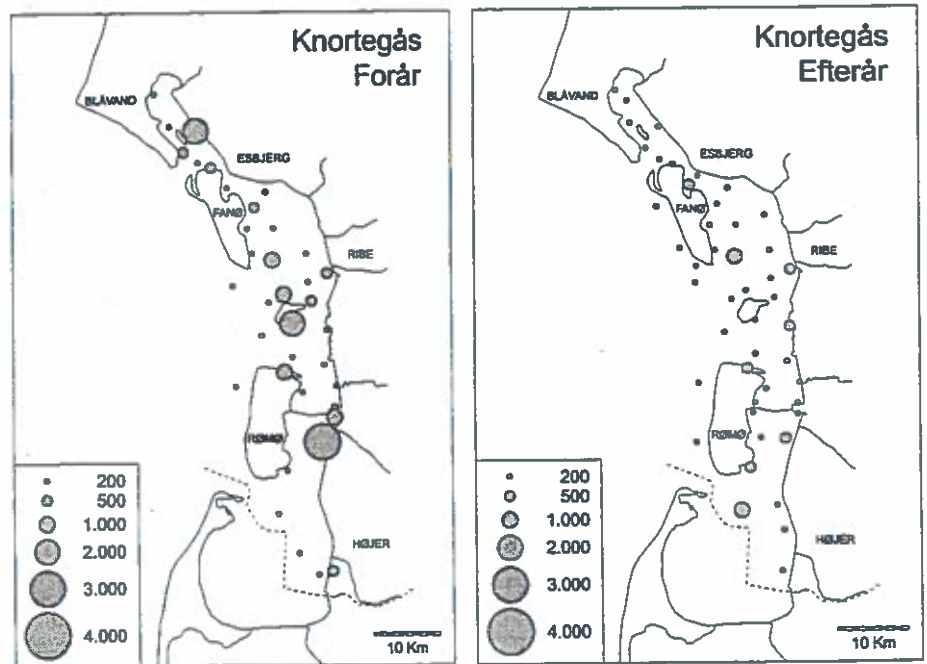 Knortegås
Forår
BLÅVAND
ESBJERG
FANØ
RIBE
RØMØ
HØJER
200
500
1.000
2.000
3.000
4.000
10 Km
Knortegås
Efterår
BLÅVAND
ESBJERG
FANØ
RIBE
RØMØ
HØJER
200
500
1.000
2.000
3.000
4.000
10 Km